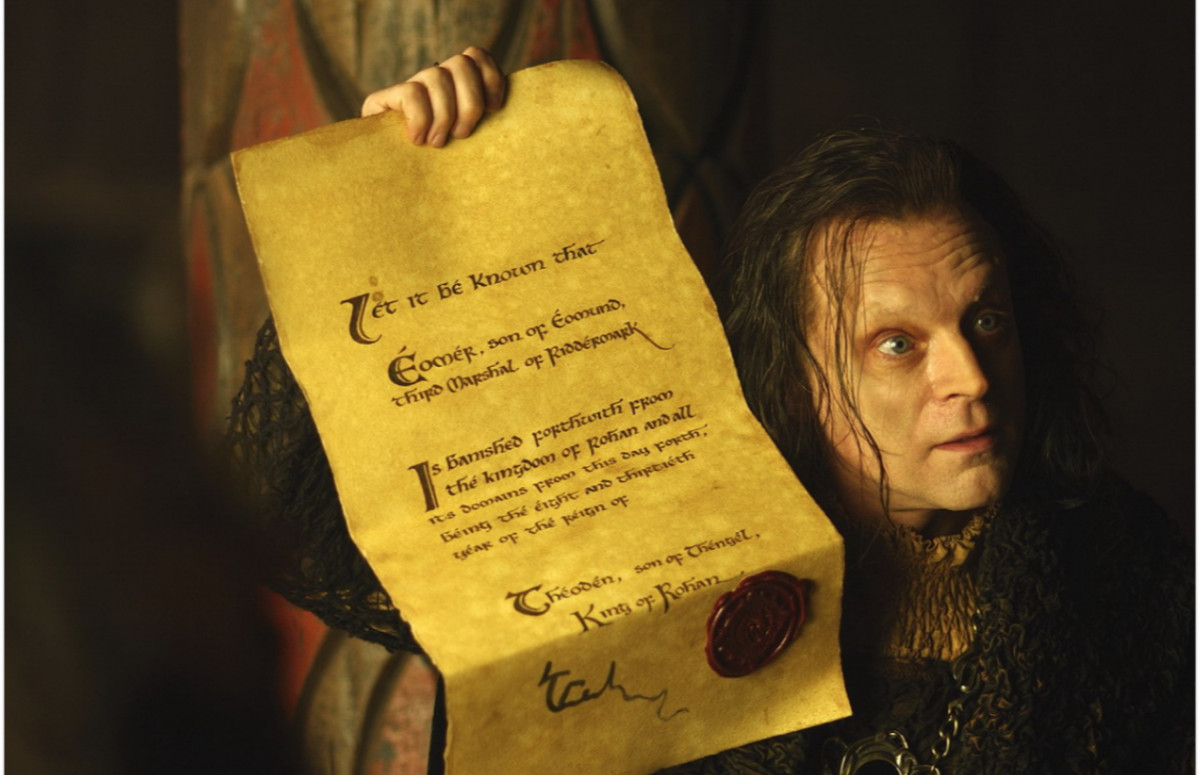 Let it be known that
Éomér, son of Éomund,
Third Marshal of Riddermark
Is banished forthwith from
the kingdom of Rohan and all
its domains from this day forth,
being the eight and thirtieth
year of the reign of
Théoden, son of Thengel,
King of Rohan